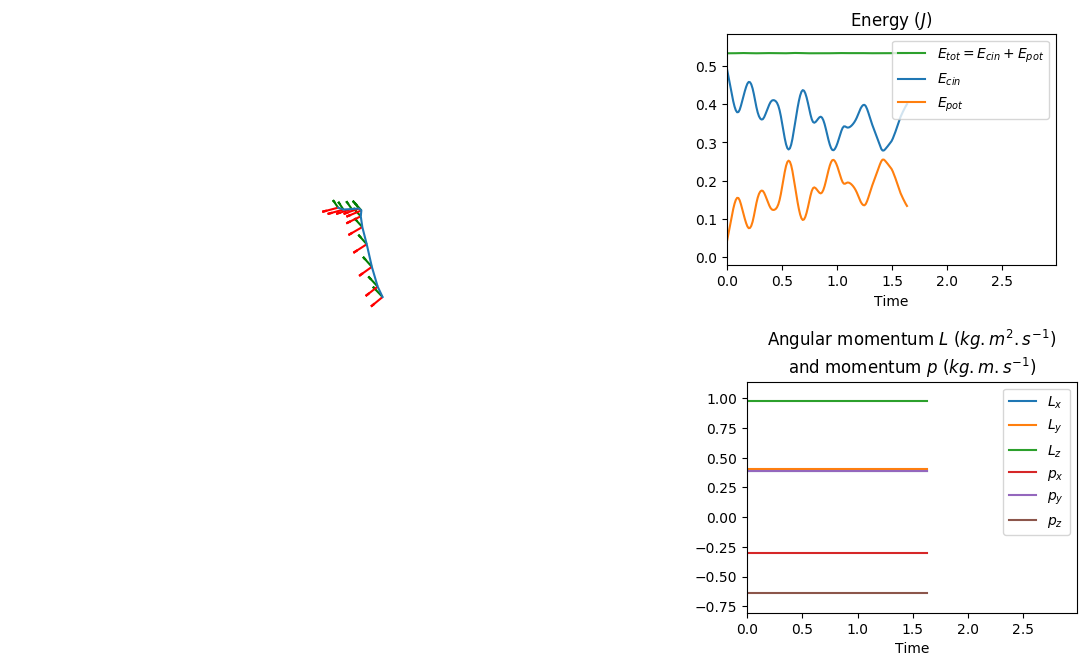 Energy (J)
E_tot = E_cin + E_pot
E_cin
E_pot
0.5
0.4
0.3
0.2
0.1
0.0
0.0 0.5 1.0 1.5 2.0 2.5
Time
Angular momentum L (kg.m².s⁻¹)
and momentum p (kg.m.s⁻¹)
L_x
L_y
L_z
p_x
p_y
p_z
1.00
0.75
0.50
0.25
0.00
−0.25
−0.50
−0.75
0.0 0.5 1.0 1.5 2.0 2.5
Time